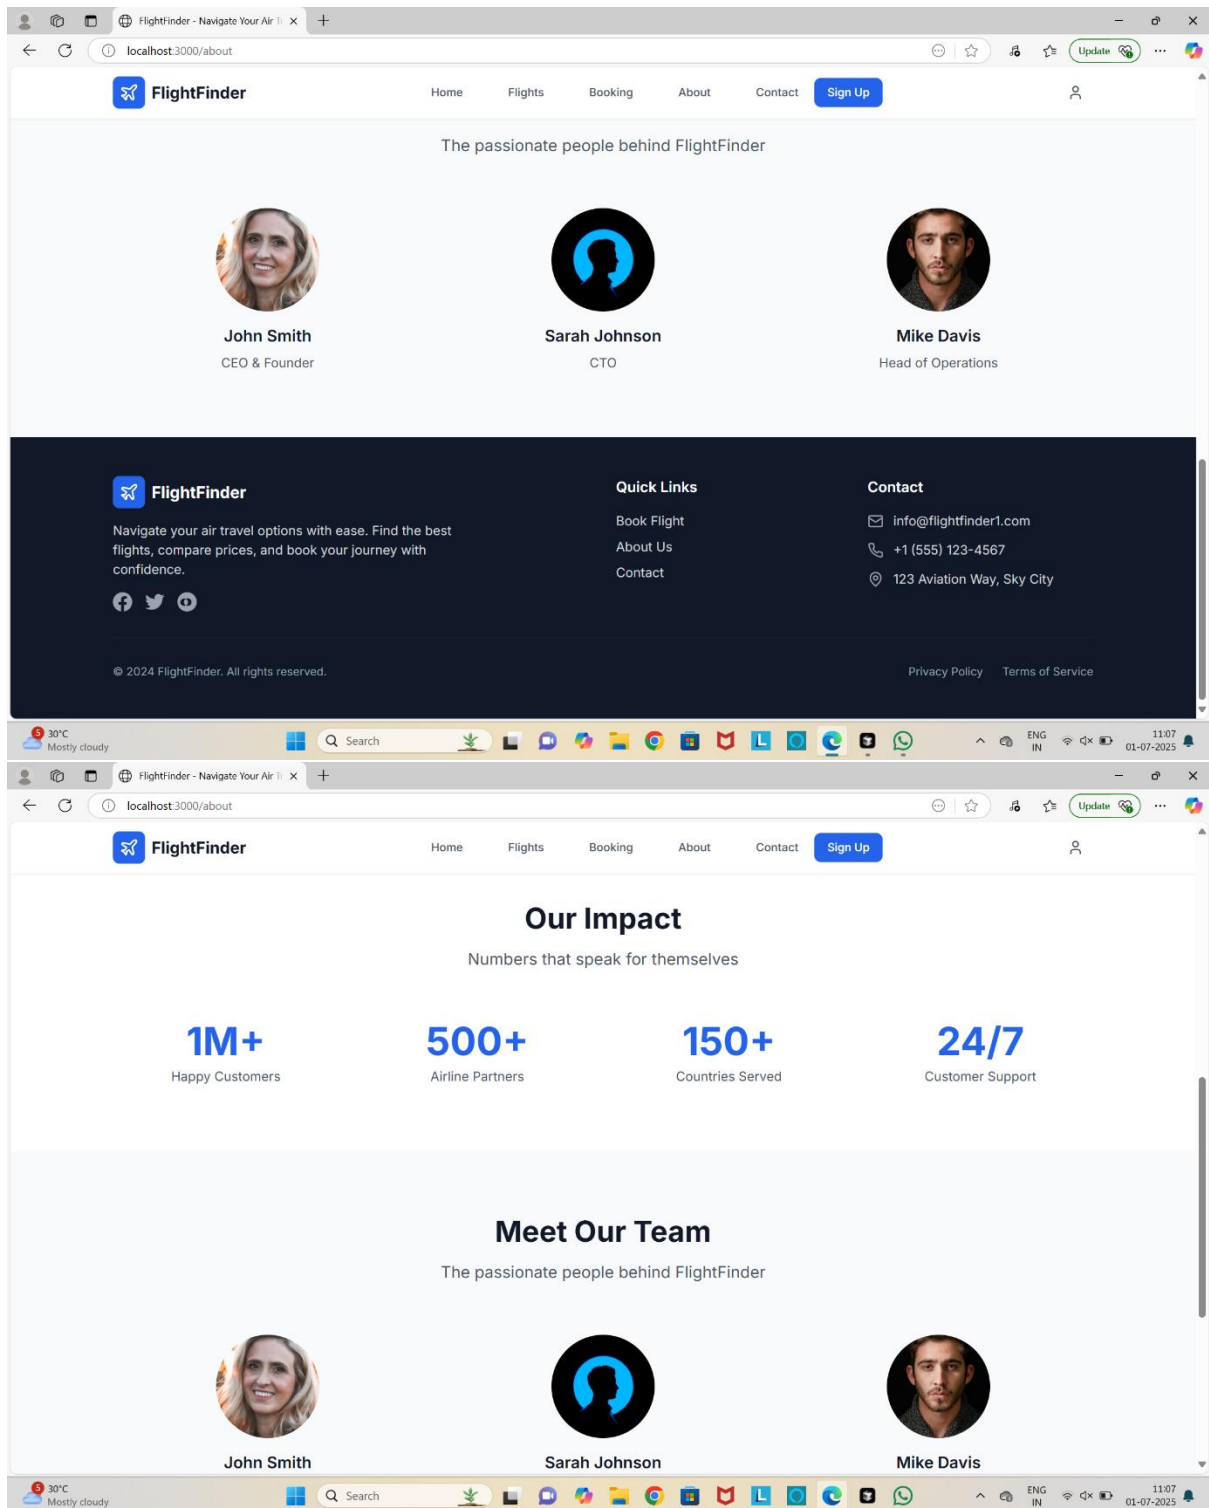 FlightFinder - Navigate Your Air Tr
localhost:3000/about
Update
FlightFinder
Home Flights Booking About Contact Sign Up
The passionate people behind FlightFinder
John Smith Sarah Johnson Mike Davis
CEO & Founder CTO Head of Operations
FlightFinder
Navigate your air travel options with ease. Find the best
flights, compare prices, and book your journey with
confidence.
Quick Links
Book Flight
About Us
Contact
Contact
info@flightfinder1.com
+1 (555) 123-4567
123 Aviation Way, Sky City
© 2024 FlightFinder. All rights reserved.
Privacy Policy Terms of Service
5
30°C
Mostly cloudy
Search
L
ENG
IN
11:07
01-07-2025
FlightFinder - Navigate Your Air Tr
localhost:3000/about
Update
FlightFinder
Home Flights Booking About Contact Sign Up
Our Impact
Numbers that speak for themselves
1M+ 500+ 150+ 24/7
Happy Customers Airline Partners Countries Served Customer Support
Meet Our Team
The passionate people behind FlightFinder
John Smith Sarah Johnson Mike Davis
5
30°C
Mostly cloudy
Search
L
ENG
IN
11:07
01-07-2025